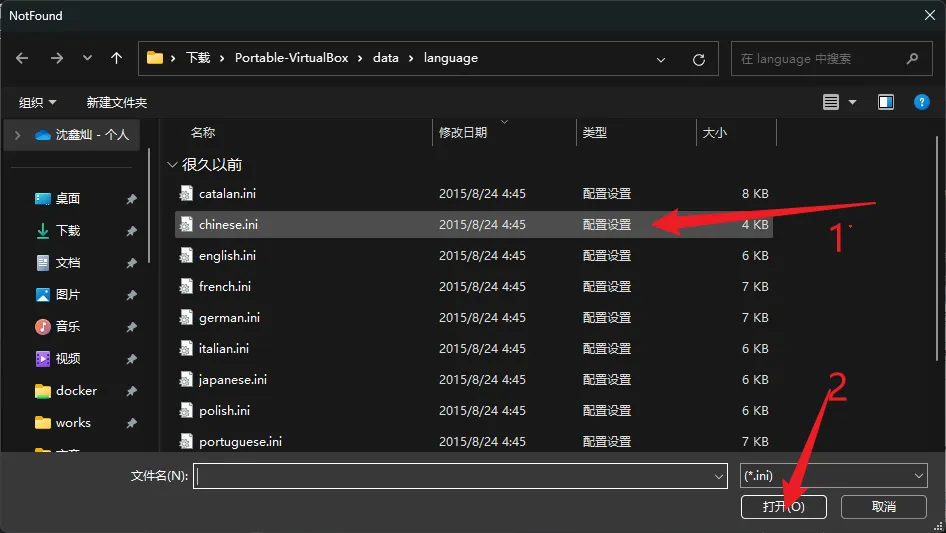 NotFound
下载 Portable-VirtualBox data language
在 language 中搜索
组织 新建文件夹
沈鑫灿 - 个人
名称 修改日期 类型 大小
很久以前
桌面
下载
文档
图片
音乐
视频
docker
works
catalan.ini 2015/8/24 4:45 配置设置 8 KB
chinese.ini 2015/8/24 4:45 配置设置 4 KB
english.ini 2015/8/24 4:45 配置设置 6 KB
french.ini 2015/8/24 4:45 配置设置 7 KB
german.ini 2015/8/24 4:45 配置设置 7 KB
italian.ini 2015/8/24 4:45 配置设置 6 KB
japanese.ini 2015/8/24 4:45 配置设置 6 KB
polish.ini 2015/8/24 4:45 配置设置 6 KB
portuguese.ini 2015/8/24 4:45 配置设置 7 KB
1
2
文件名(N): (*.ini)
打开(O) 取消